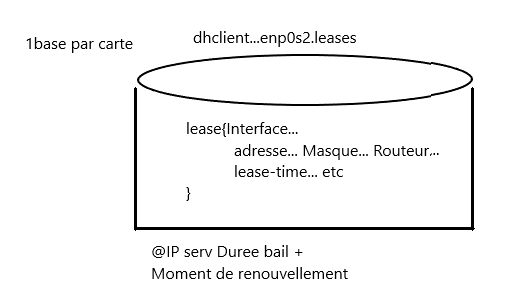 dhclient...enp0s2.leases
1base par carte
lease{Interface...
adresse... Masque... Routeur...
lease-time... etc
}
@IP serv Duree bail +
Moment de renouvellement